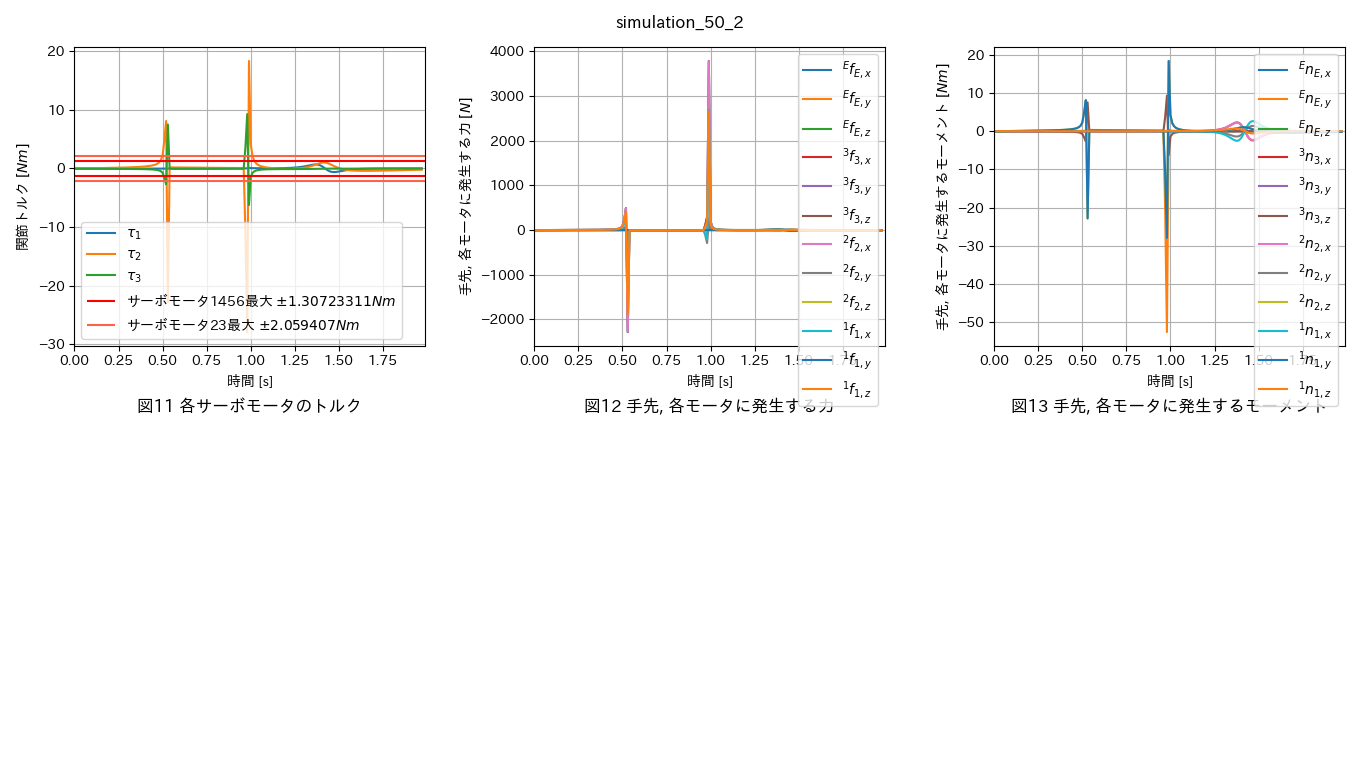 simulation_50_2
20
10
0
−10
−20
−30
関節トルク [Nm]
τ1
τ2
τ3
サーボモータ1456最大 ±1.30723311Nm
サーボモータ23最大 ±2.059407Nm
0.00 0.25 0.50 0.75 1.00 1.25 1.50 1.75
時間 [s]
図11 各サーボモータのトルク
4000
3000
2000
1000
0
−1000
−2000
手先, 各モータに発生する力 [N]
EfE, x
EfE, y
EfE, z
3f3, x
3f3, y
3f3, z
2f2, x
2f2, y
2f2, z
1f1, x
1f1, y
1f1, z
0.00 0.25 0.50 0.75 1.00 1.25 1.50 1.75
時間 [s]
図12 手先, 各モータに発生する力
20
10
0
−10
−20
−30
−40
−50
手先, 各モータに発生するモーメント [Nm]
EnE, x
EnE, y
EnE, z
3n3, x
3n3, y
3n3, z
2n2, x
2n2, y
2n2, z
1n1, x
1n1, y
1n1, z
0.00 0.25 0.50 0.75 1.00 1.25 1.50 1.75
時間 [s]
図13 手先, 各モータに発生するモーメント